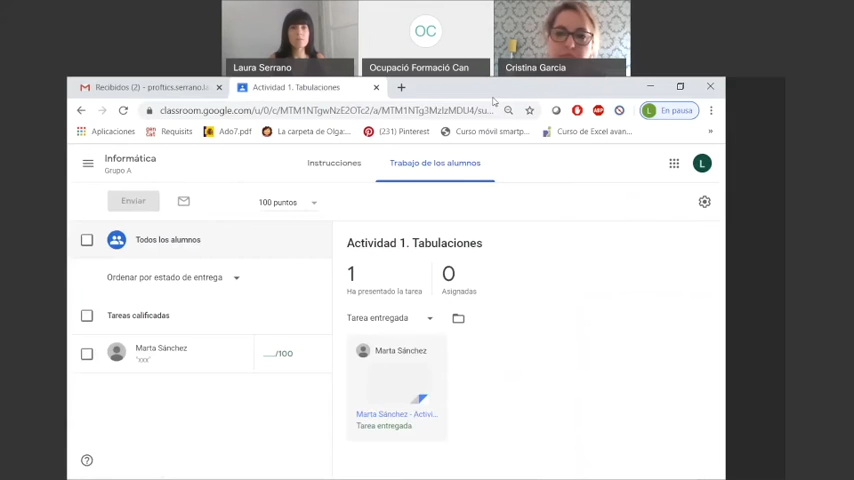 OC
Laura Serrano
Ocupació Formació Can
Cristina Garcia
Recibidos (2) - proftics.serrano.la
Actividad 1. Tabulaciones
classroom.google.com/u/0/c/
En pausa
Aplicaciones
Requisits
Ado7.pdf
La carpeta de Olga:...
(231) Pinterest
Curso móvil smartp...
Curso de Excel avan...
Informática
Grupo A
Instrucciones
Trabajo de los alumnos
L
Enviar
100 puntos
Todos los alumnos
Ordenar por estado de entrega
Tareas calificadas
Marta Sánchez
"xxx"
___/100
Actividad 1. Tabulaciones
1
Ha presentado la tarea
0
Asignadas
Tarea entregada
Marta Sánchez
Marta Sánchez - Activi...
Tarea entregada